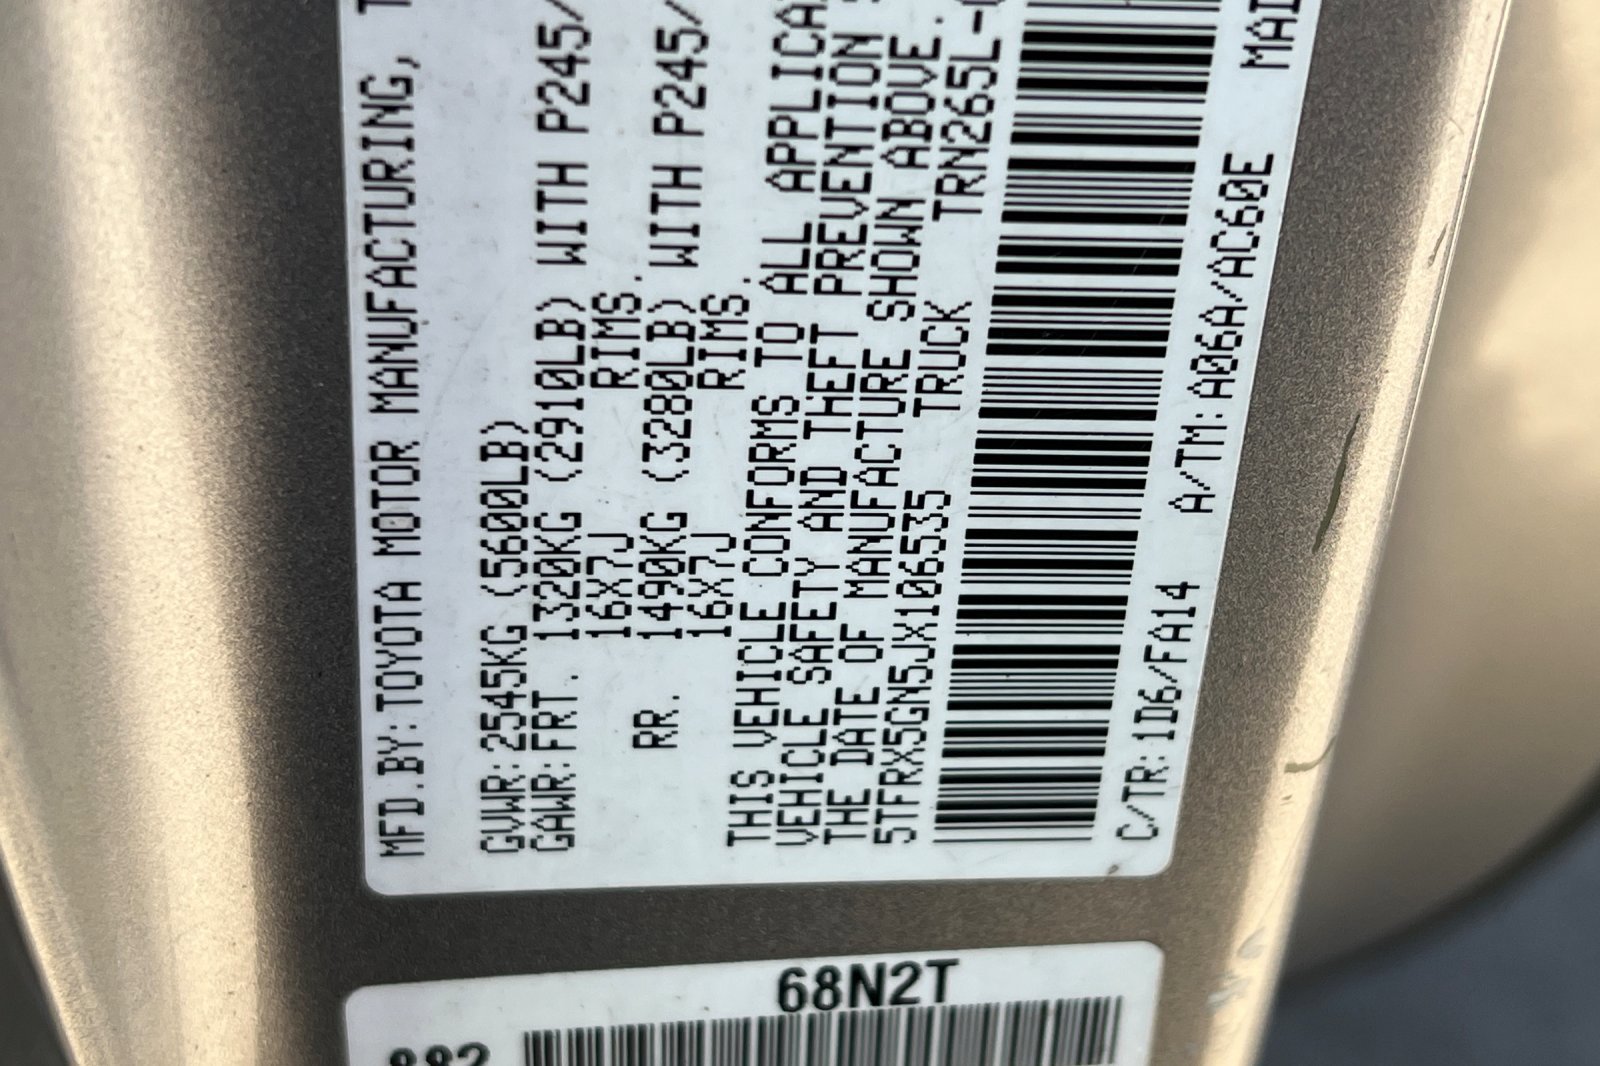 MFD.BY:TOYOTA MOTOR MANUFACTURING,
GVWR:2545KG (5600LB)
GAWR:FRT. 1320KG (2910LB) WITH P245/
16X7J RIMS.
RR. 1490KG (3280LB) WITH P245/
16X7J RIMS.
THIS VEHICLE CONFORMS TO ALL APPLICA
VEHICLE SAFETY AND THEFT PREVENTION
THE DATE OF MANUFACTURE SHOWN ABOVE.
5TFRX5GN5JX106535 TRUCK TRN265L-
C/TR:1D6/FA14 A/TM:A06A/AC60E
MAD
68N2T
882